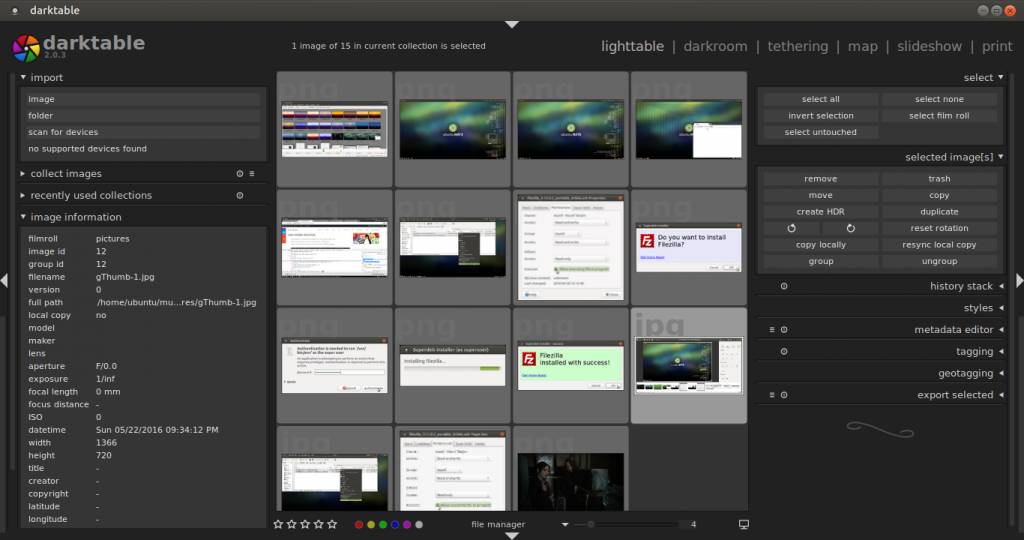 darktable
darktable
2.0.3
1 image of 15 in current collection is selected
lighttable | darkroom | tethering | map | slideshow | print
import
image
folder
scan for devices
no supported devices found
collect images
recently used collections
image information
filmroll pictures
image id 12
group id 12
filename gThumb-1.jpg
version 0
full path /home/ubuntu/mu...res/gThumb-1.jpg
local copy no
model
maker
lens
aperture F/0.0
exposure 1/inf
focal length 0 mm
focus distance -
ISO 0
datetime Sun 05/22/2016 09:34:12 PM
width 1366
height 720
title -
creator -
copyright -
latitude -
longitude -
png png png png
png png png png
Do you want to install
Filezilla?
png png png jpg
Superdeb Installer (as superuser)
Installing filezilla...
Filezilla
installed with success!
jpg png png
file manager
4
select
select all select none
invert selection select film roll
select untouched
selected image[s]
remove trash
move copy
create HDR duplicate
reset rotation
copy locally resync local copy
group ungroup
history stack
styles
metadata editor
tagging
geotagging
export selected